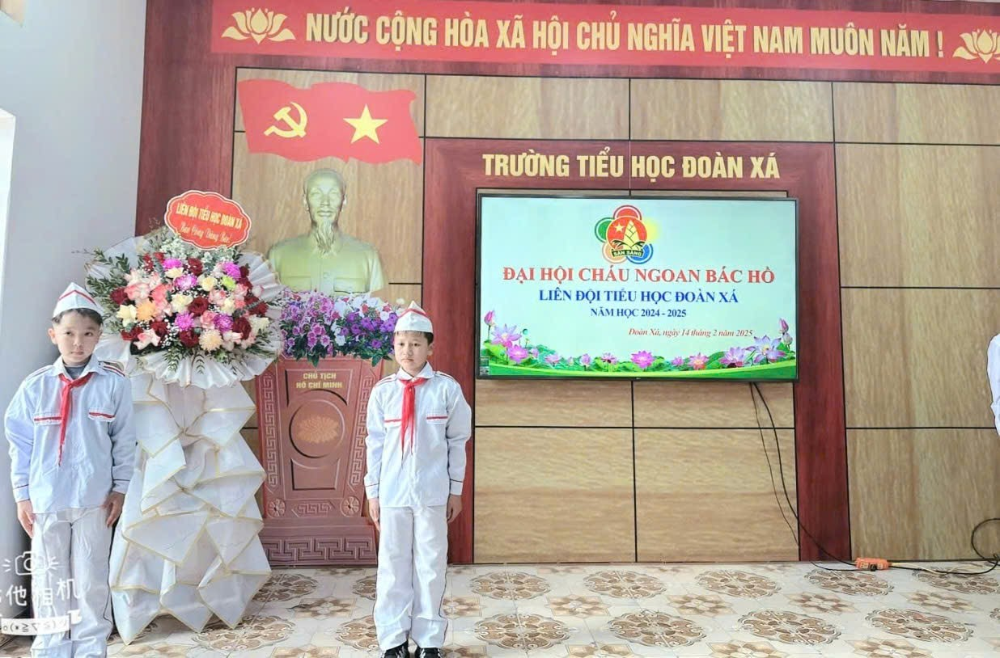 NƯỚC CỘNG HÒA XÃ HỘI CHỦ NGHĨA VIỆT NAM MUÔN NĂM !
TRƯỜNG TIỂU HỌC ĐOÀN XÁ
LIÊN ĐỘI TIỂU HỌC ĐOÀN XÁ
SẴN SÀNG
ĐẠI HỘI CHÁU NGOAN BÁC HỒ
LIÊN ĐỘI TIỂU HỌC ĐOÀN XÁ
NĂM HỌC 2024 - 2025
Đoàn Xá, ngày 14 tháng 2 năm 2025
CHỦ TỊCH
HỒ CHÍ MINH
他相机